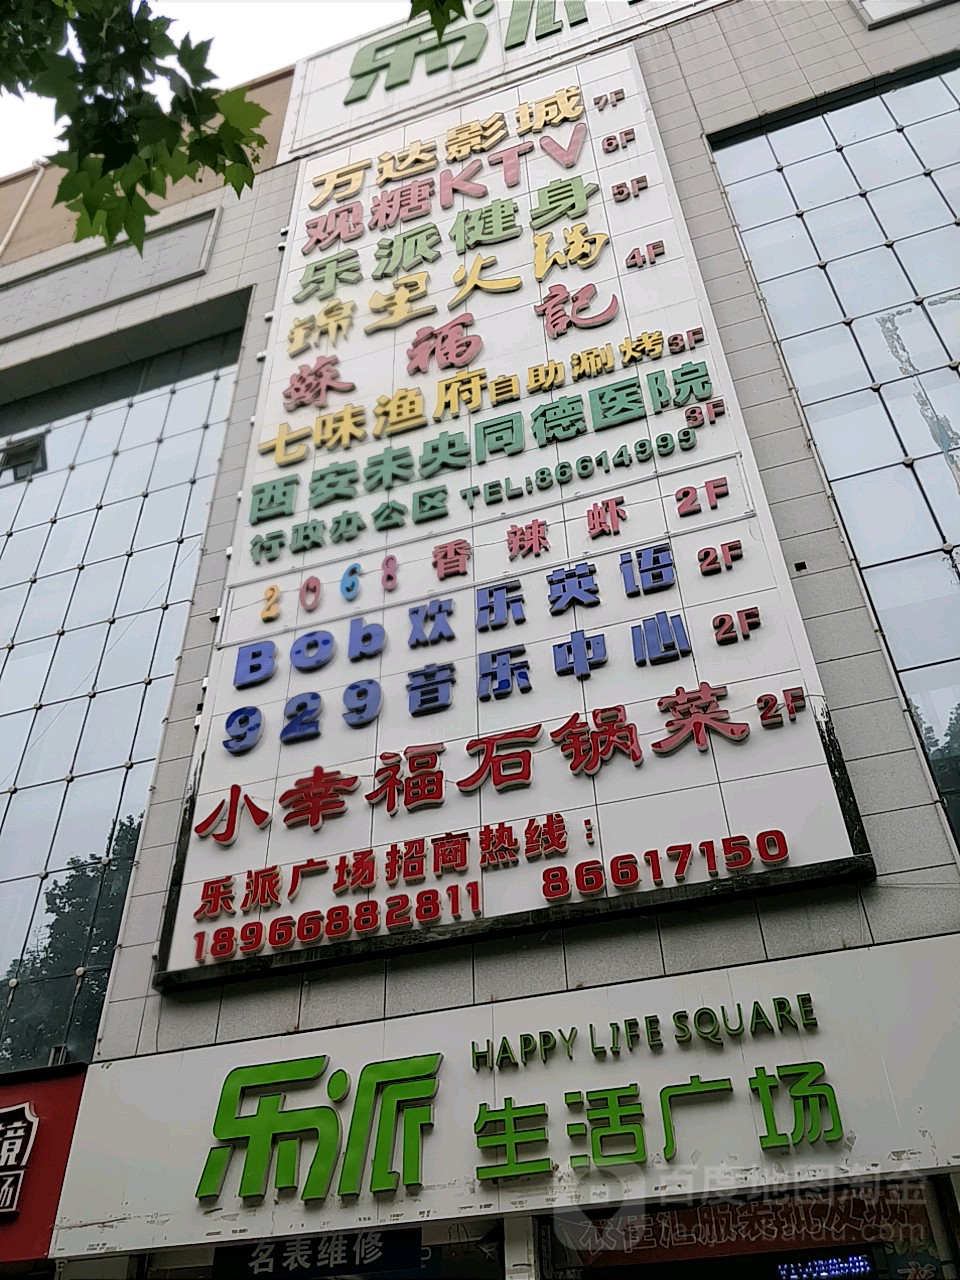 乐派
万达影城 7F
观糖KTV 6F
乐派健身 5F
锦里火锅 4F
蘇福記
七味渔府自助涮烤 3F
西安未央同德医院 3F
行政办公区 TEL:86614999
2068香辣虾 2F
Bob欢乐英语 2F
929音乐中心 2F
小幸福石锅菜 2F
乐派广场招商热线：
18966882811 86617150
HAPPY LIFE SQUARE
乐派 生活广场
百度地图淘金
名表维修